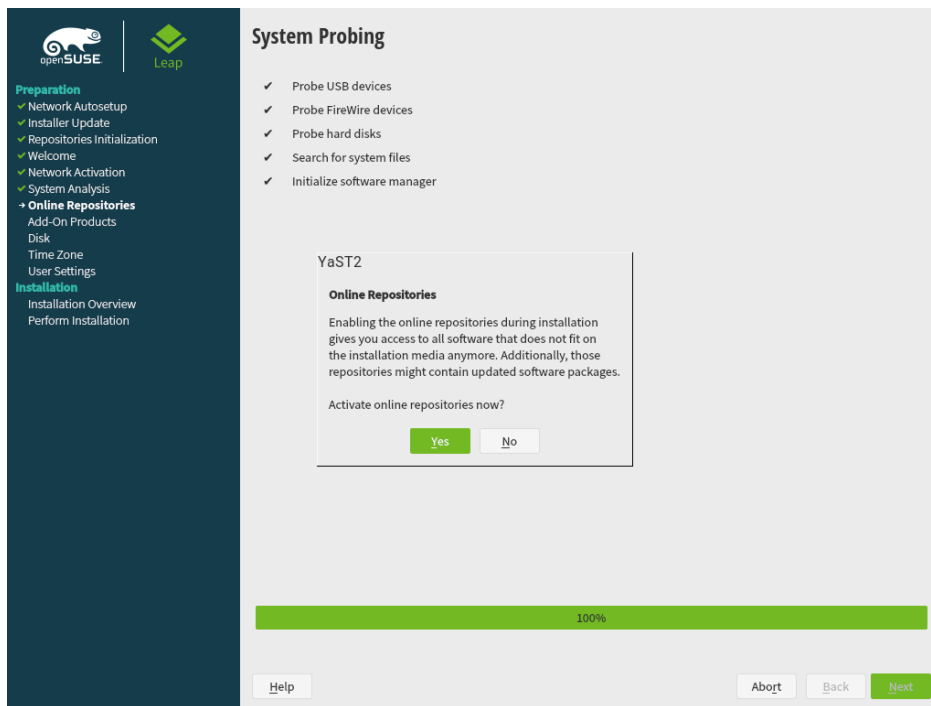 openSUSE
Leap
Preparation
✓ Network Autosetup
✓ Installer Update
✓ Repositories Initialization
✓ Welcome
✓ Network Activation
✓ System Analysis
→ Online Repositories
Add-On Products
Disk
Time Zone
User Settings
Installation
Installation Overview
Perform Installation
System Probing
✔ Probe USB devices
✔ Probe FireWire devices
✔ Probe hard disks
✔ Search for system files
✔ Initialize software manager
YaST2
Online Repositories
Enabling the online repositories during installation
gives you access to all software that does not fit on
the installation media anymore. Additionally, those
repositories might contain updated software packages.
Activate online repositories now?
Yes No
100%
Help Abort Back Next